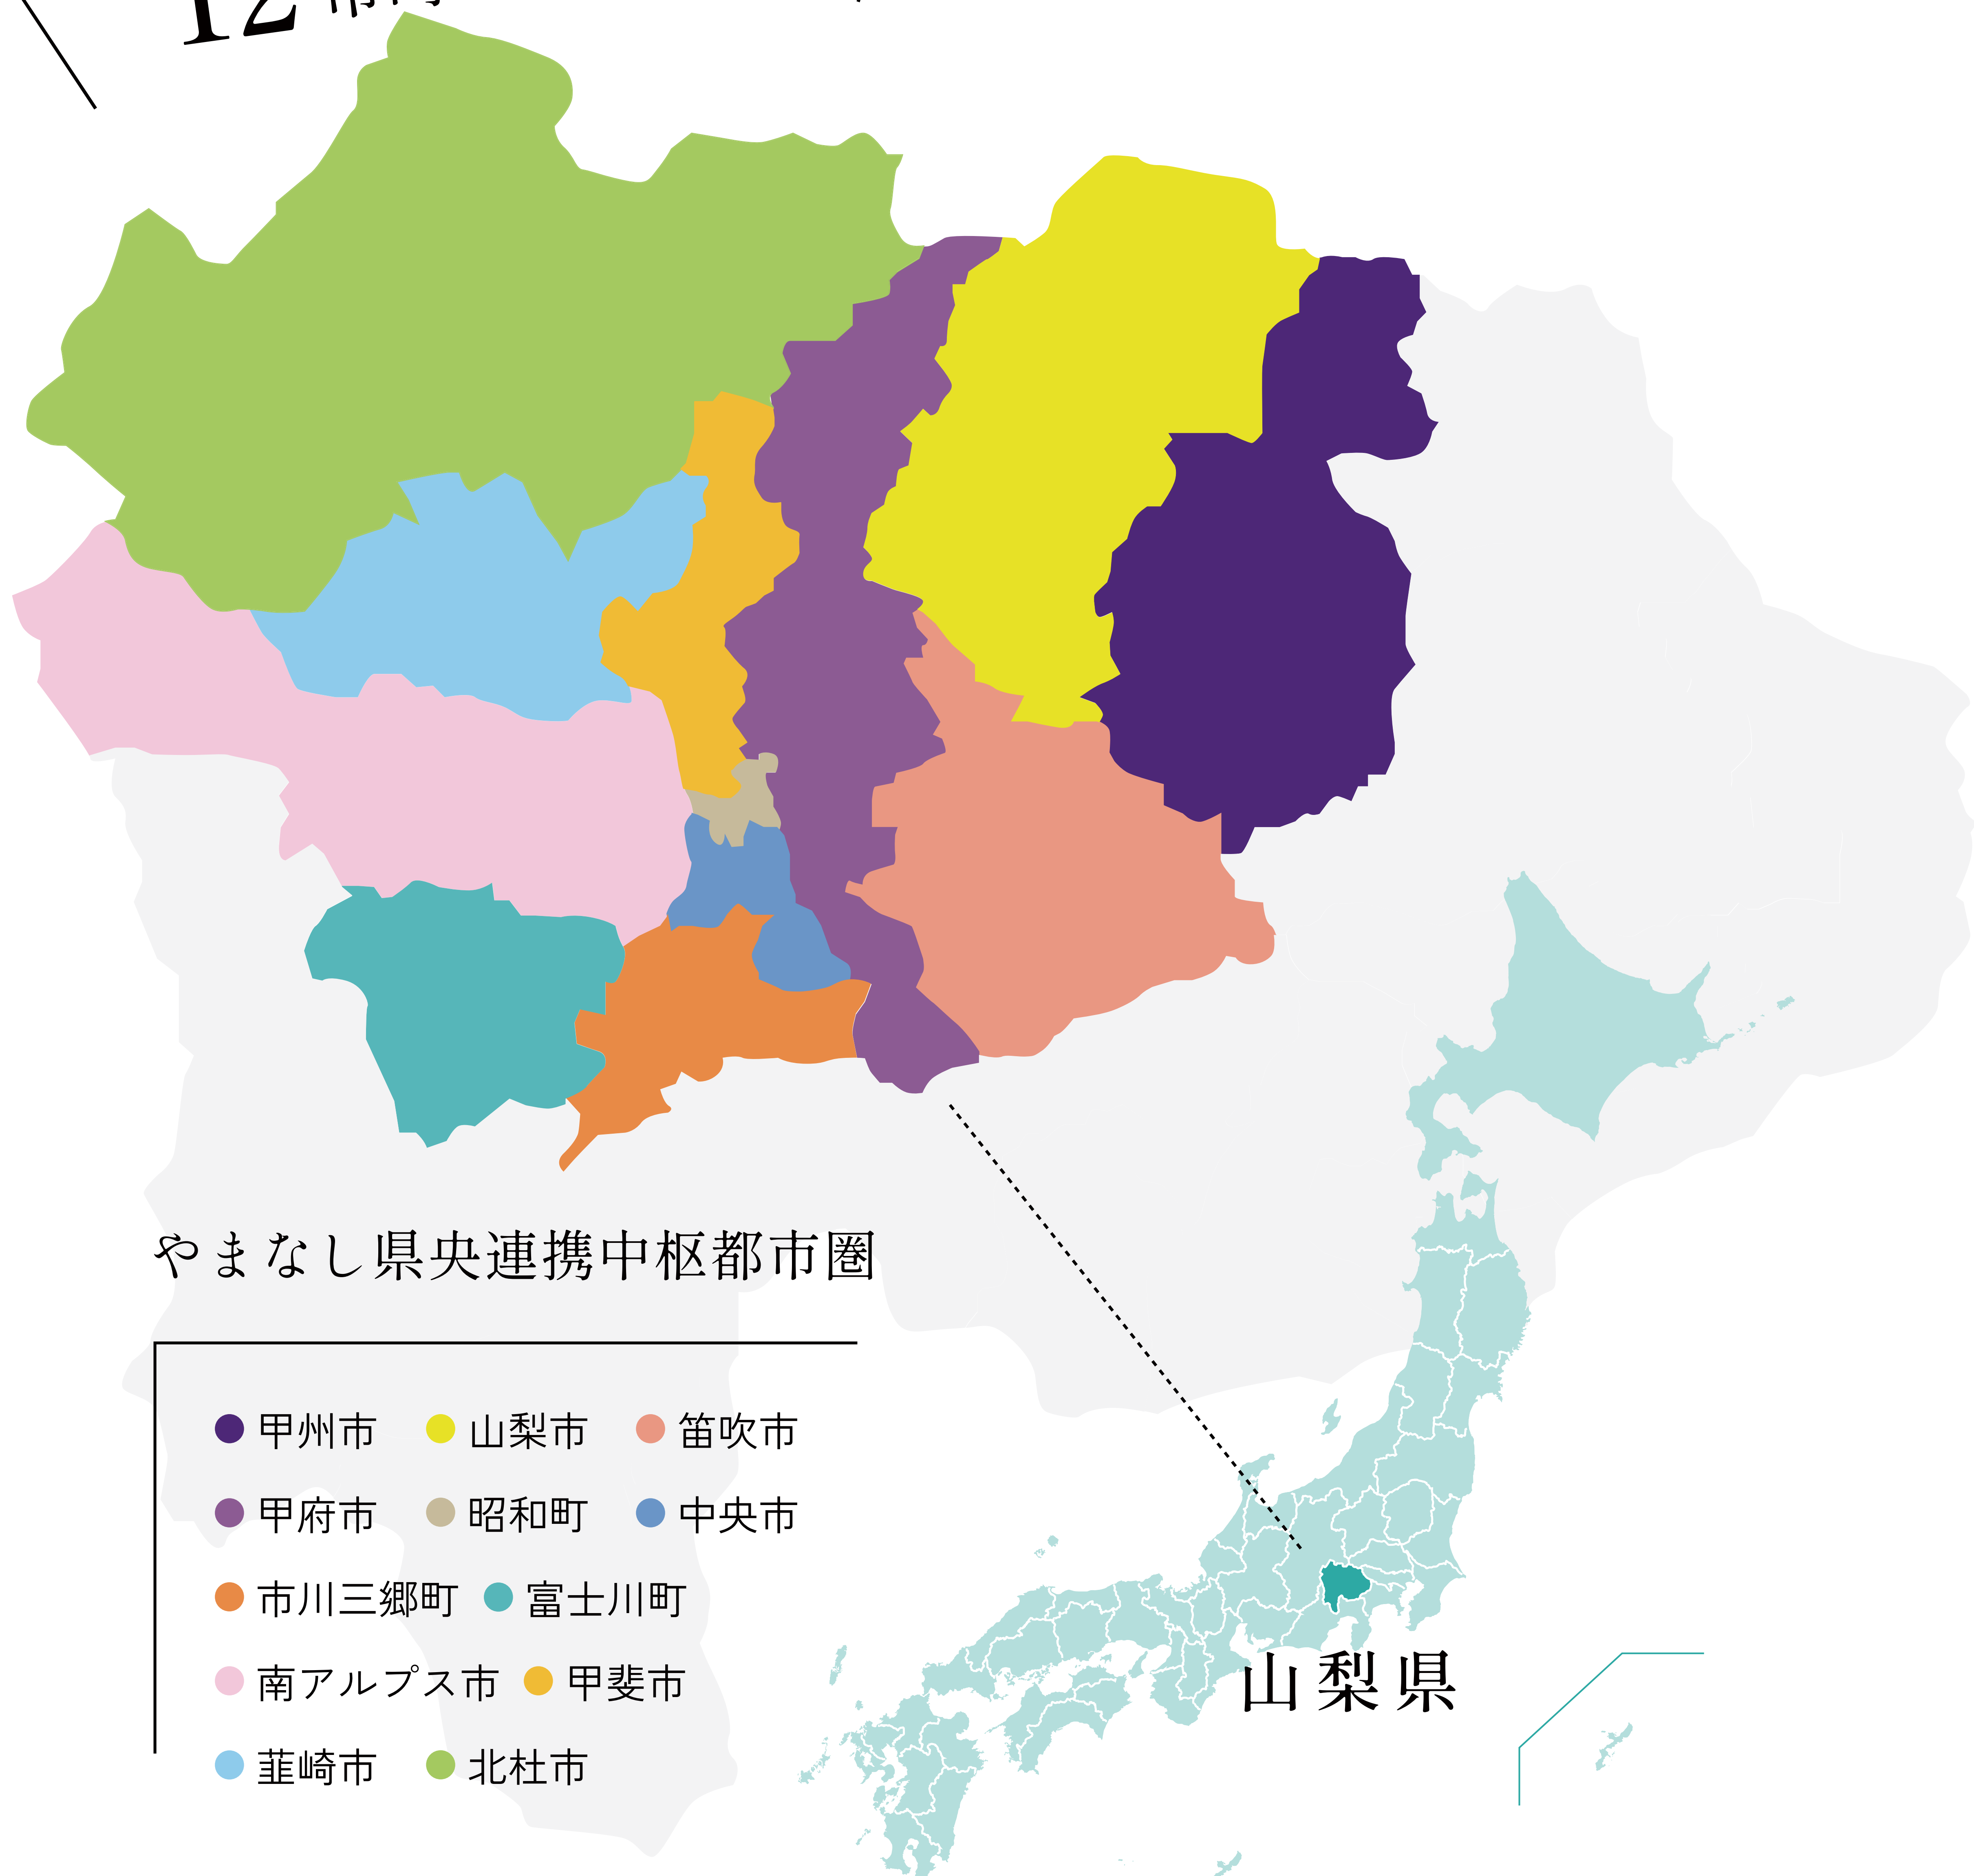 12
やまなし県央連携中枢都市圏
甲州市 山梨市 笛吹市
甲府市 昭和町 中央市
市川三郷町 富士川町
南アルプス市 甲斐市
韮崎市 北杜市
山梨県